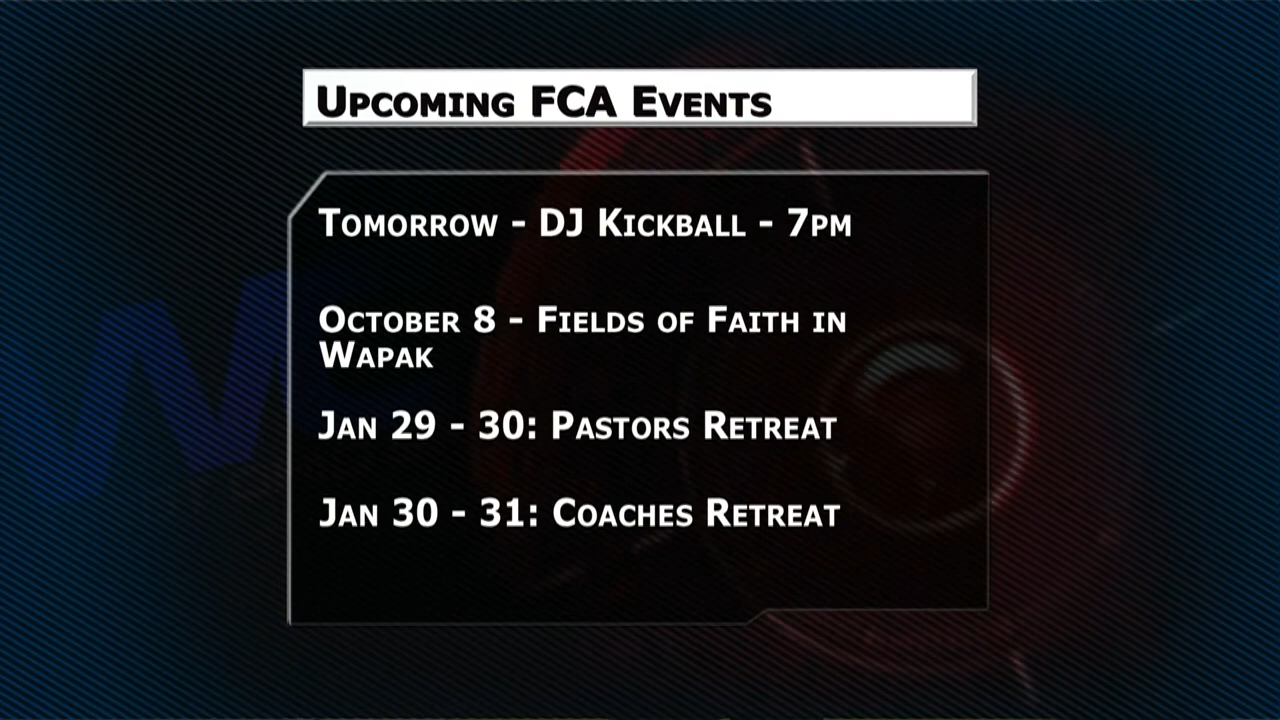 Upcoming FCA Events
Tomorrow - DJ Kickball - 7pm
October 8 - Fields of Faith in
Wapak
Jan 29 - 30: Pastors Retreat
Jan 30 - 31: Coaches Retreat